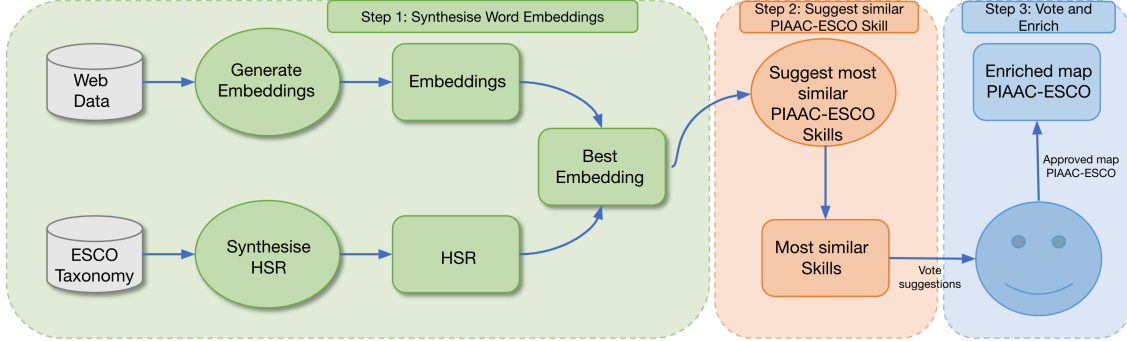 Step 1: Synthesise Word Embeddings
Web
Data
Generate
Embeddings
Embeddings
Best
Embedding
ESCO
Taxonomy
Synthesise
HSR
HSR
Step 2: Suggest similar
PIAAC-ESCO Skill
Suggest most
similar
PIAAC-ESCO
Skills
Most similar
Skills
Vote
suggestions
Step 3: Vote and
Enrich
Enriched map
PIAAC-ESCO
Approved map
PIAAC-ESCO